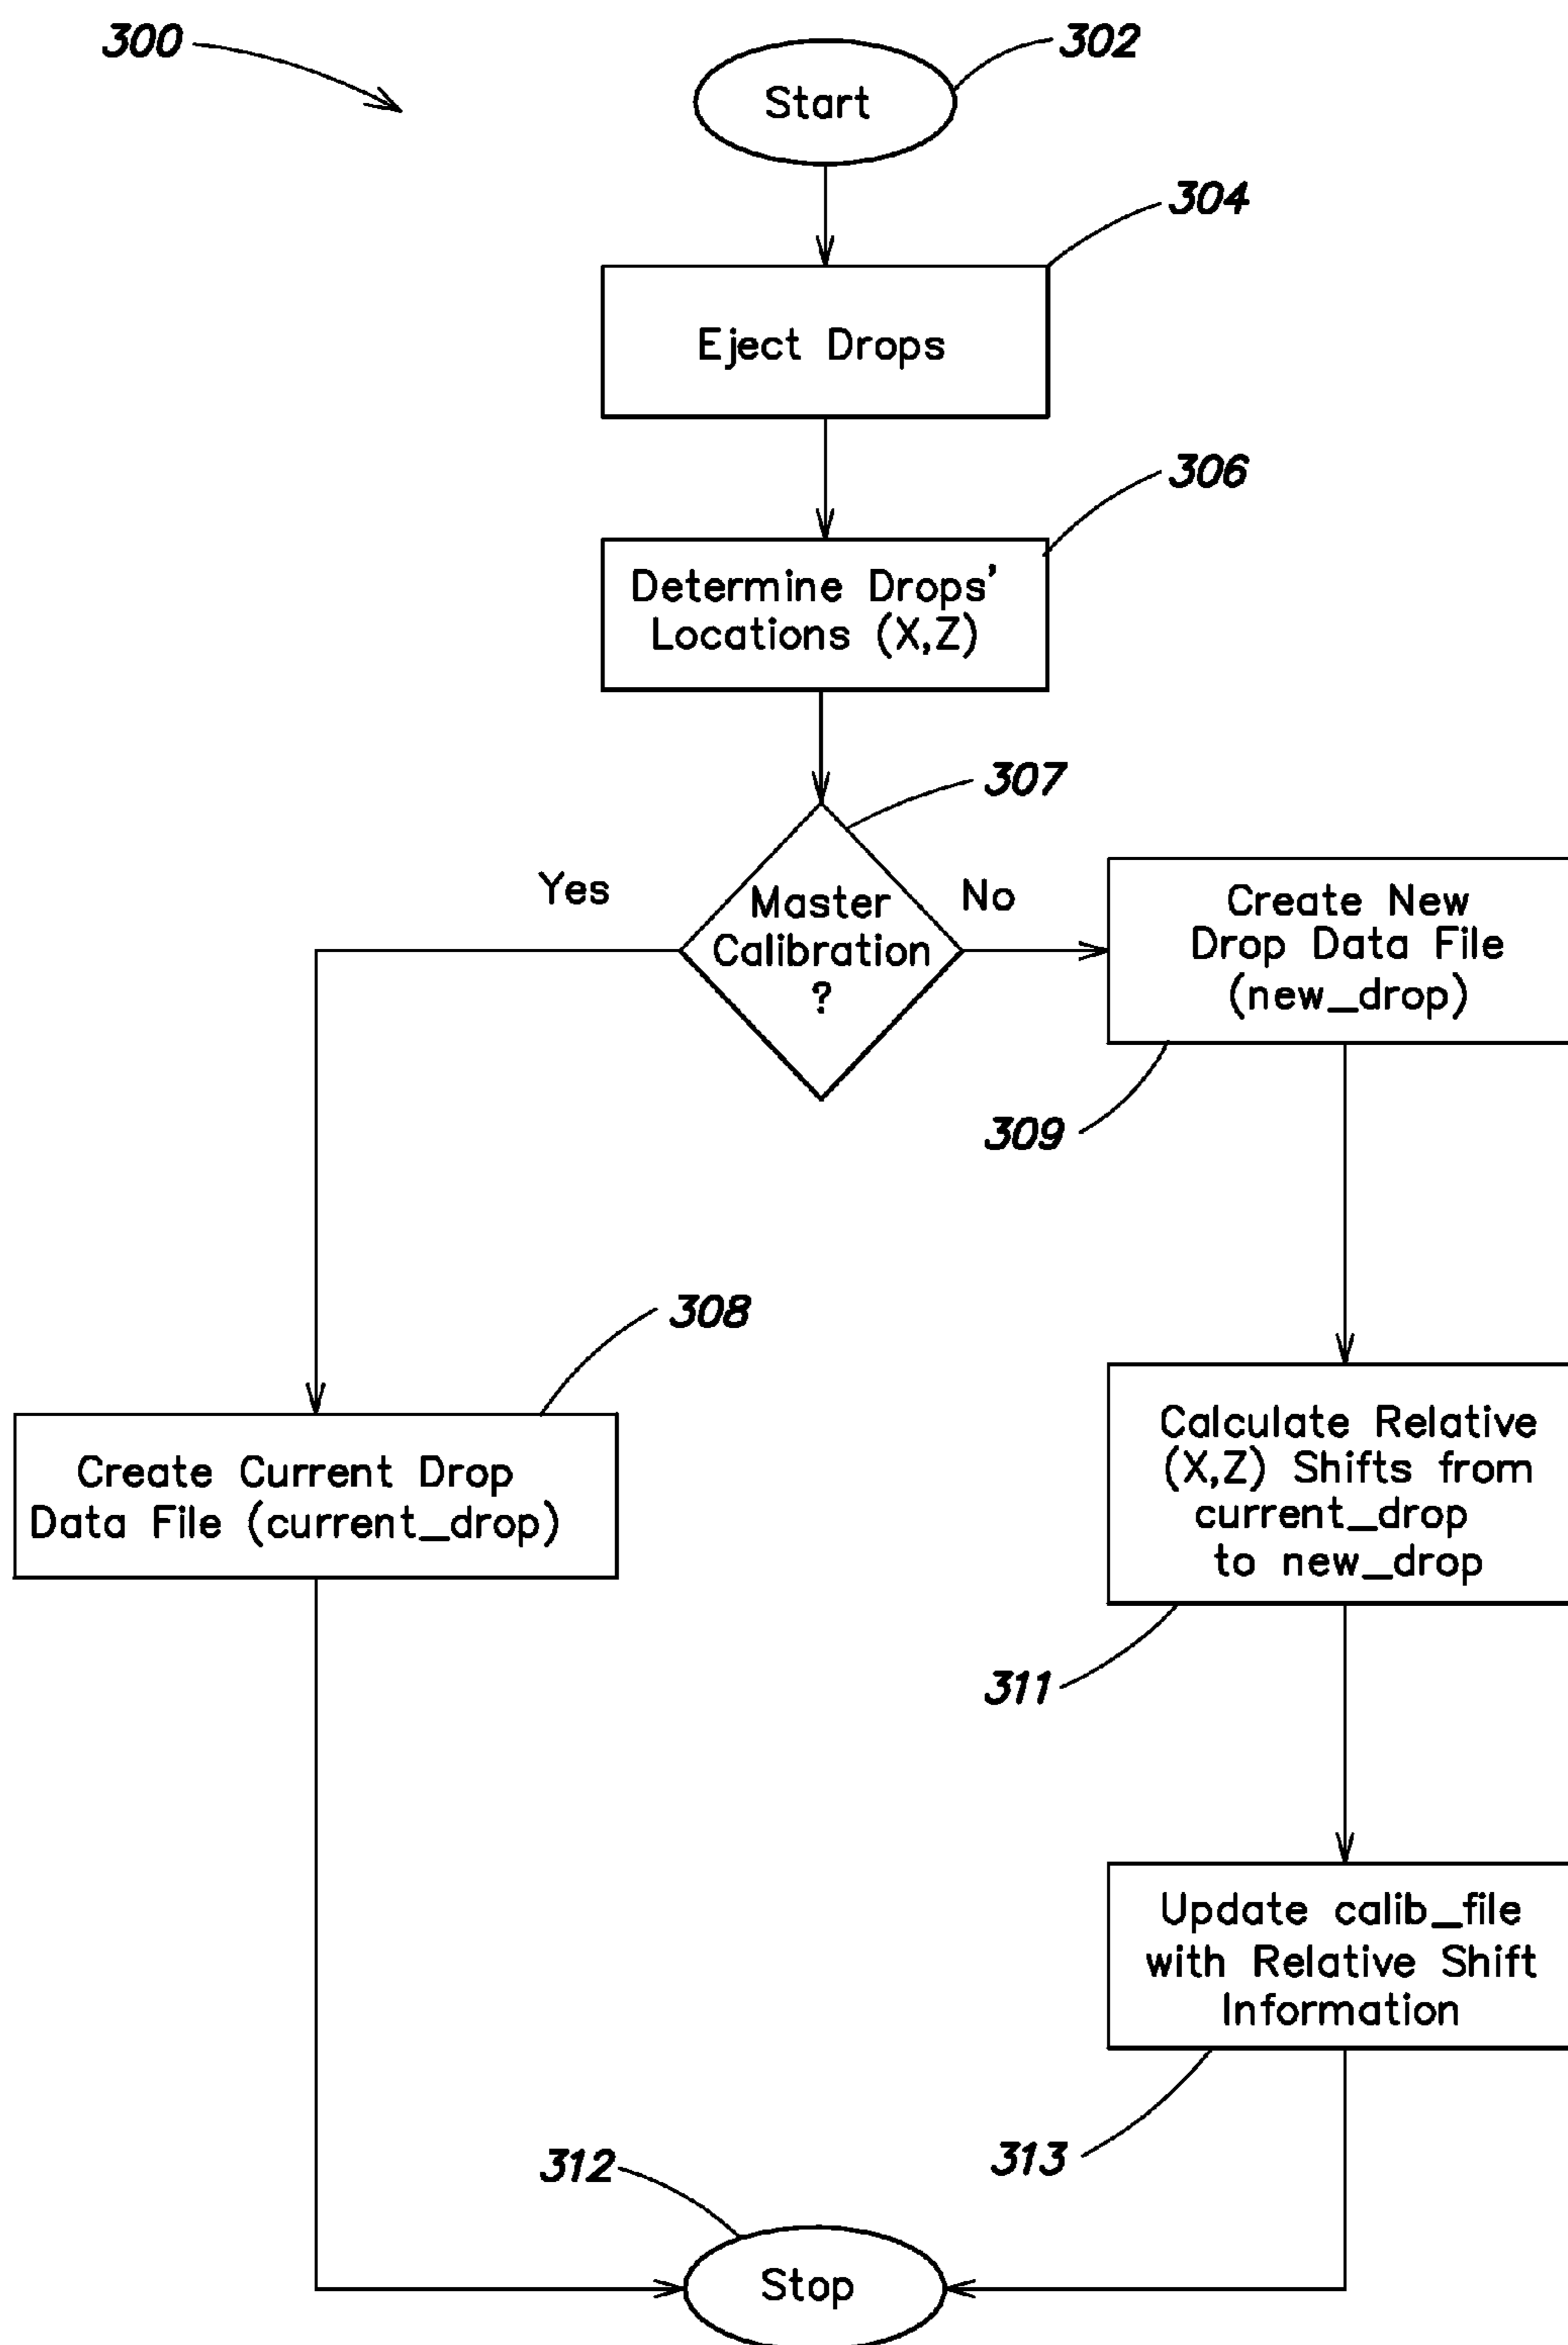 300
302
Start
304
Eject Drops
306
Determine Drops'
Locations (X,Z)
307
Yes
No
Master
Calibration
?
Create New
Drop Data File
(new_drop)
309
308
Create Current Drop
Data File (current_drop)
Calculate Relative
(X,Z) Shifts from
current_drop
to new_drop
311
Update calib_file
with Relative Shift
Information
313
312
Stop